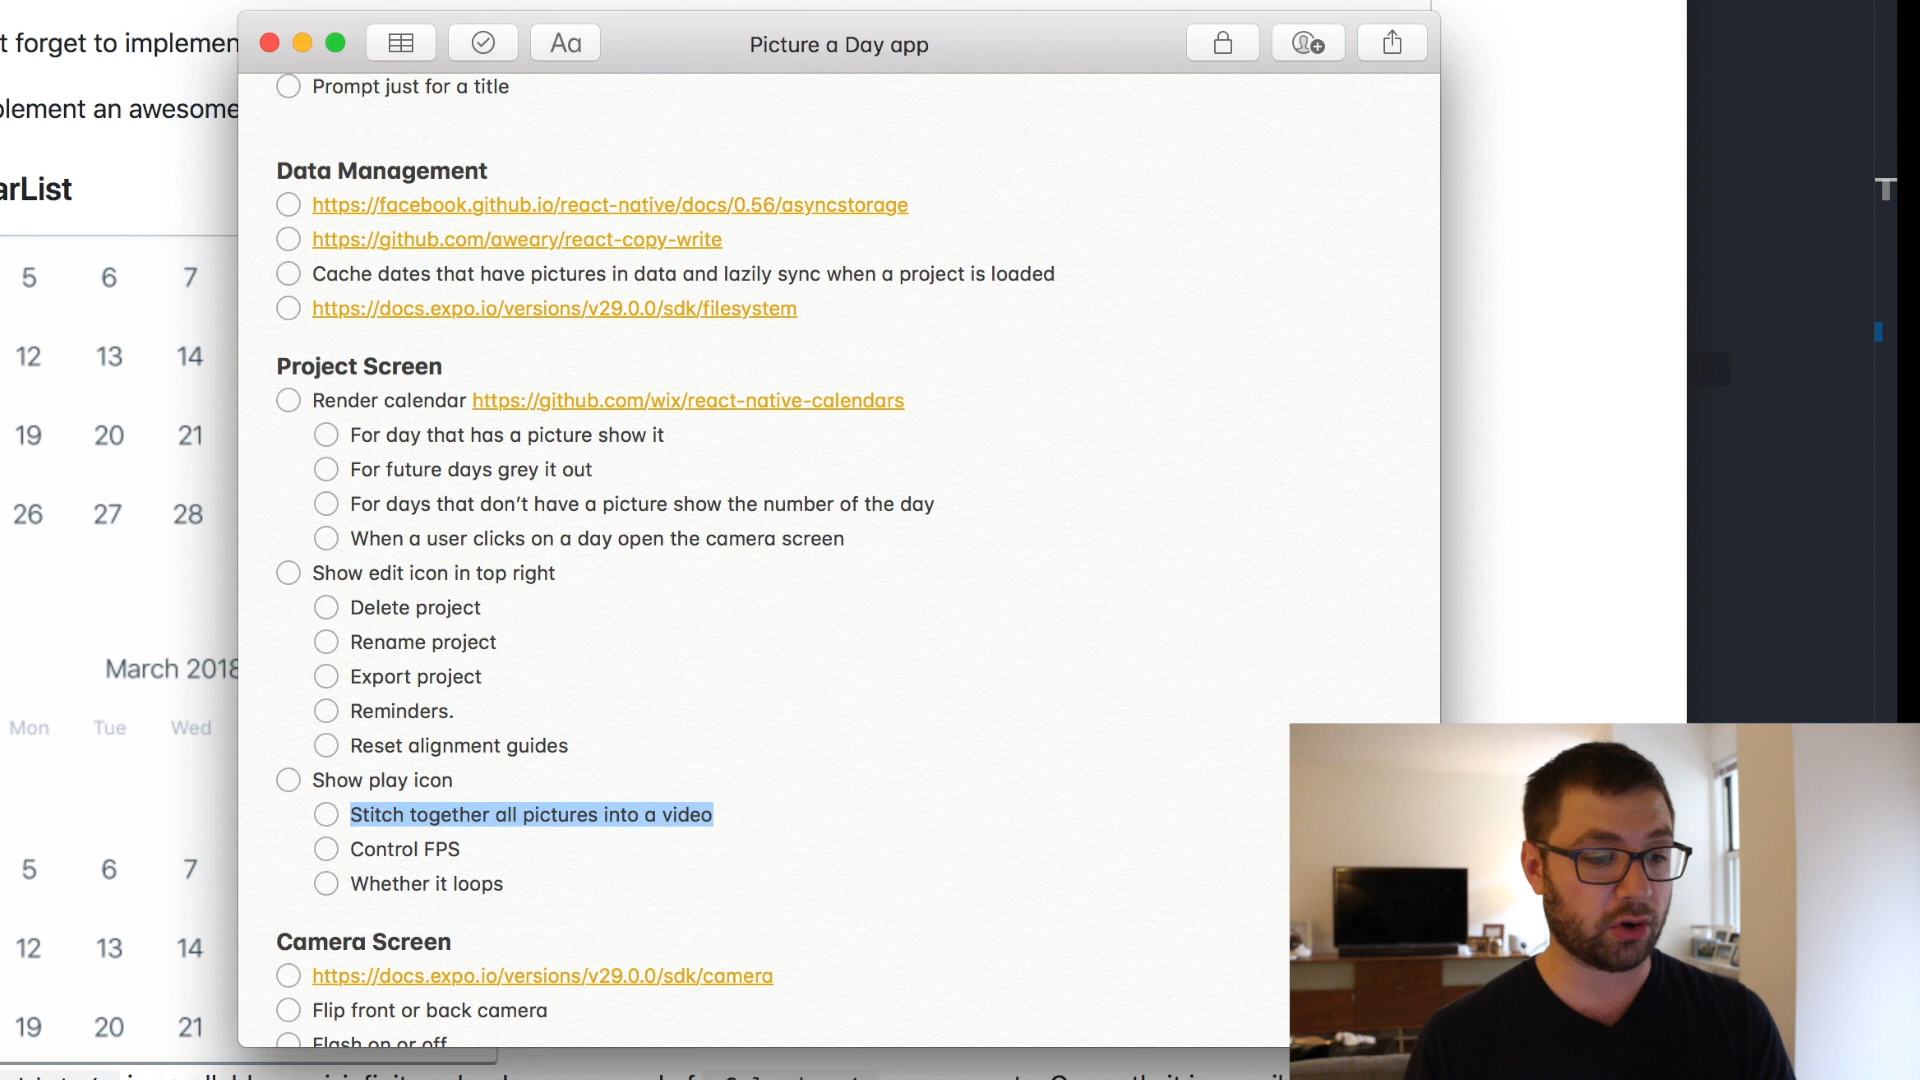 t forget to implemen
plement an awesome
arList
5 6 7
12 13 14
19 20 21
26 27 28
March 2018
Mon Tue Wed
5 6 7
12 13 14
19 20 21
Aa
Picture a Day app
Prompt just for a title
Data Management
https://facebook.github.io/react-native/docs/0.56/asyncstorage
https://github.com/aweary/react-copy-write
Cache dates that have pictures in data and lazily sync when a project is loaded
https://docs.expo.io/versions/v29.0.0/sdk/filesystem
Project Screen
Render calendar https://github.com/wix/react-native-calendars
For day that has a picture show it
For future days grey it out
For days that don’t have a picture show the number of the day
When a user clicks on a day open the camera screen
Show edit icon in top right
Delete project
Rename project
Export project
Reminders.
Reset alignment guides
Show play icon
Stitch together all pictures into a video
Control FPS
Whether it loops
Camera Screen
https://docs.expo.io/versions/v29.0.0/sdk/camera
Flip front or back camera
Flash on or off